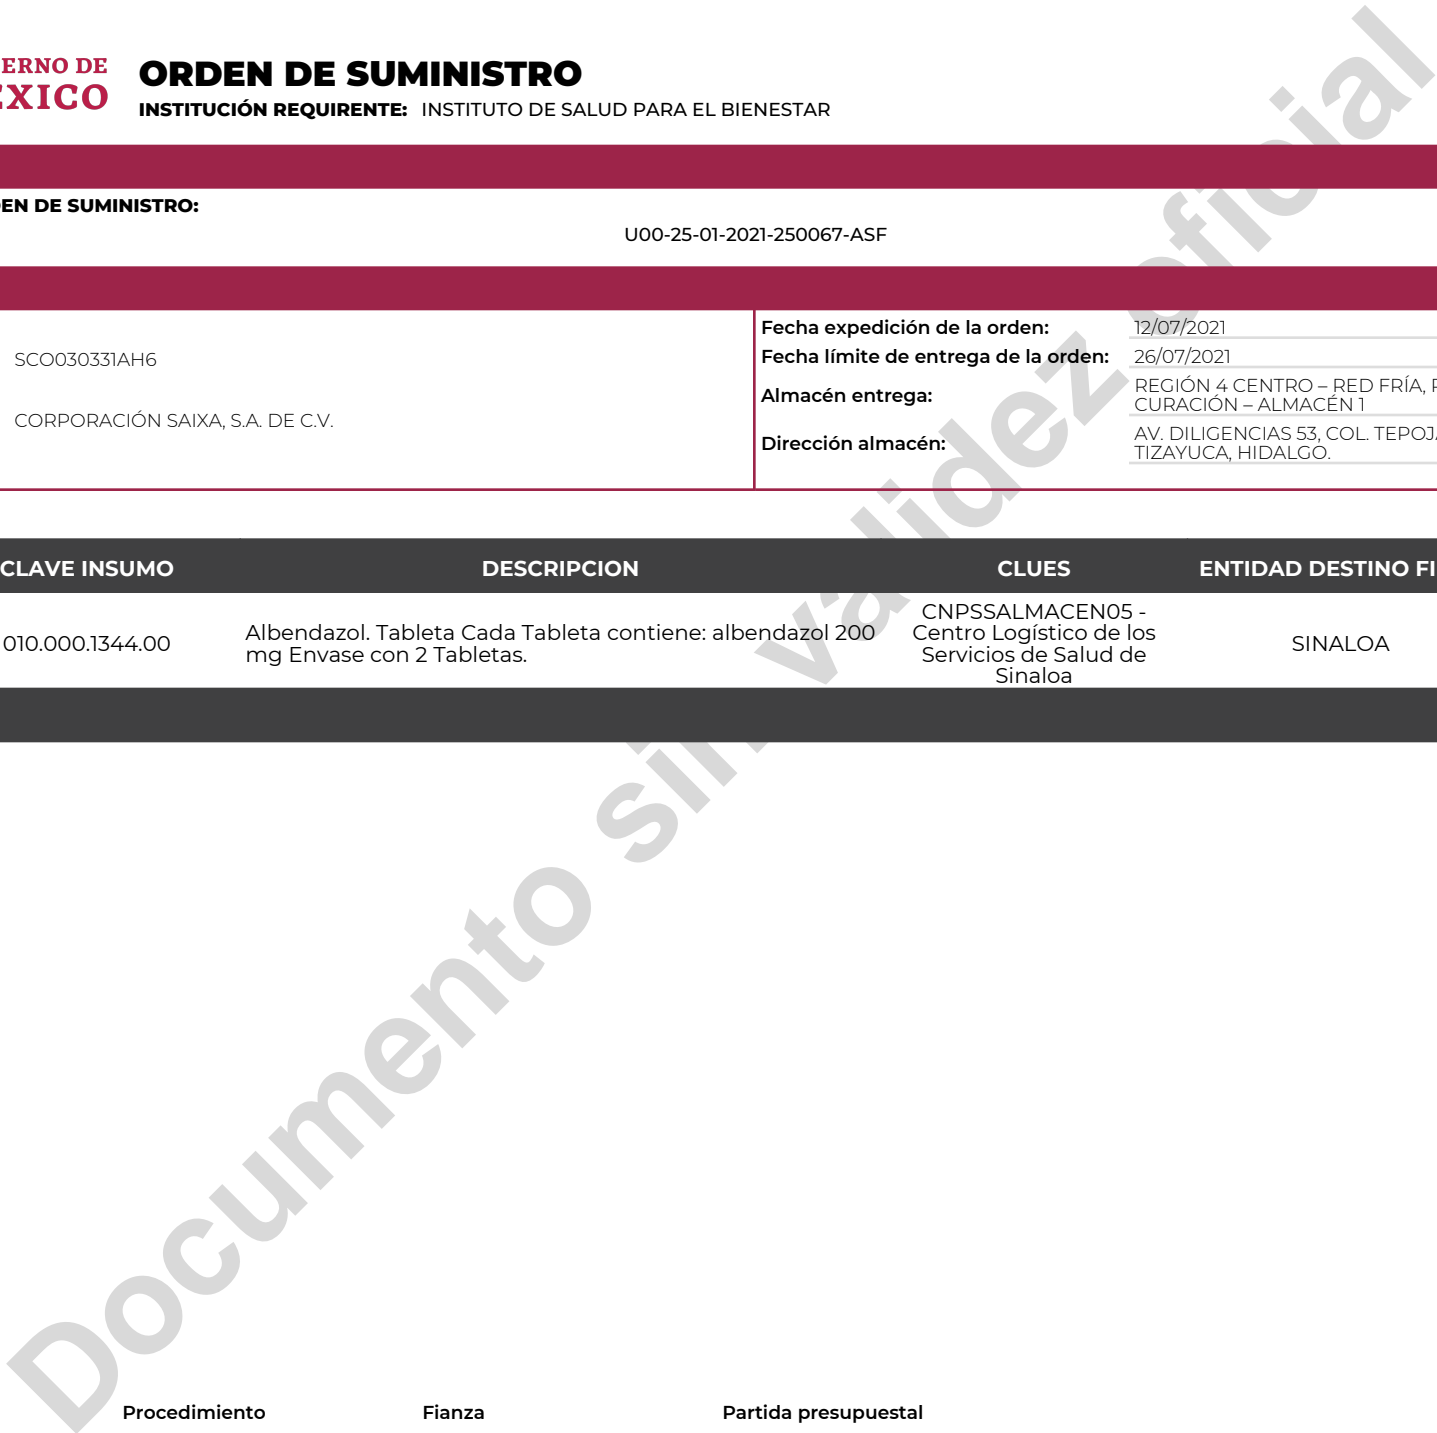 ERNO DE
ÉXICO
ORDEN DE SUMINISTRO
INSTITUCIÓN REQUIRENTE: INSTITUTO DE SALUD PARA EL BIENESTAR
EN DE SUMINISTRO:
U00-25-01-2021-250067-ASF
SCO030331AH6
CORPORACIÓN SAIXA, S.A. DE C.V.
Fecha expedición de la orden: 12/07/2021
Fecha límite de entrega de la orden: 26/07/2021
Almacén entrega: REGIÓN 4 CENTRO – RED FRÍA,
CURACIÓN – ALMACÉN 1
Dirección almacén: AV. DILIGENCIAS 53, COL. TEPOJ
TIZAYUCA, HIDALGO.
CLAVE INSUMO DESCRIPCION CLUES ENTIDAD DESTINO FI
010.000.1344.00
Albendazol. Tableta Cada Tableta contiene: albendazol 200
mg Envase con 2 Tabletas.
CNPSSALMACEN05 -
Centro Logístico de los
Servicios de Salud de
Sinaloa
SINALOA
Documento sin validez oficial
Procedimiento Fianza Partida presupuestal